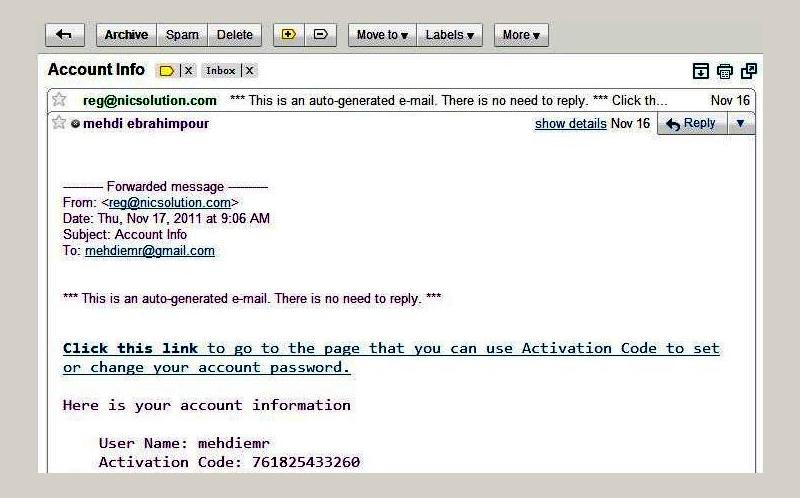 Archive Spam Delete Move to Labels More
Account Info X Inbox X
reg@nicsolution.com *** This is an auto-generated e-mail. There is no need to reply. *** Click th... Nov 16
mehdi ebrahimpour show details Nov 16 Reply
---------- Forwarded message ----------
From: <reg@nicsolution.com>
Date: Thu, Nov 17, 2011 at 9:06 AM
Subject: Account Info
To: mehdiemr@gmail.com
*** This is an auto-generated e-mail. There is no need to reply. ***
Click this link to go to the page that you can use Activation Code to set
or change your account password.
Here is your account information
User Name: mehdiemr
Activation Code: 761825433260